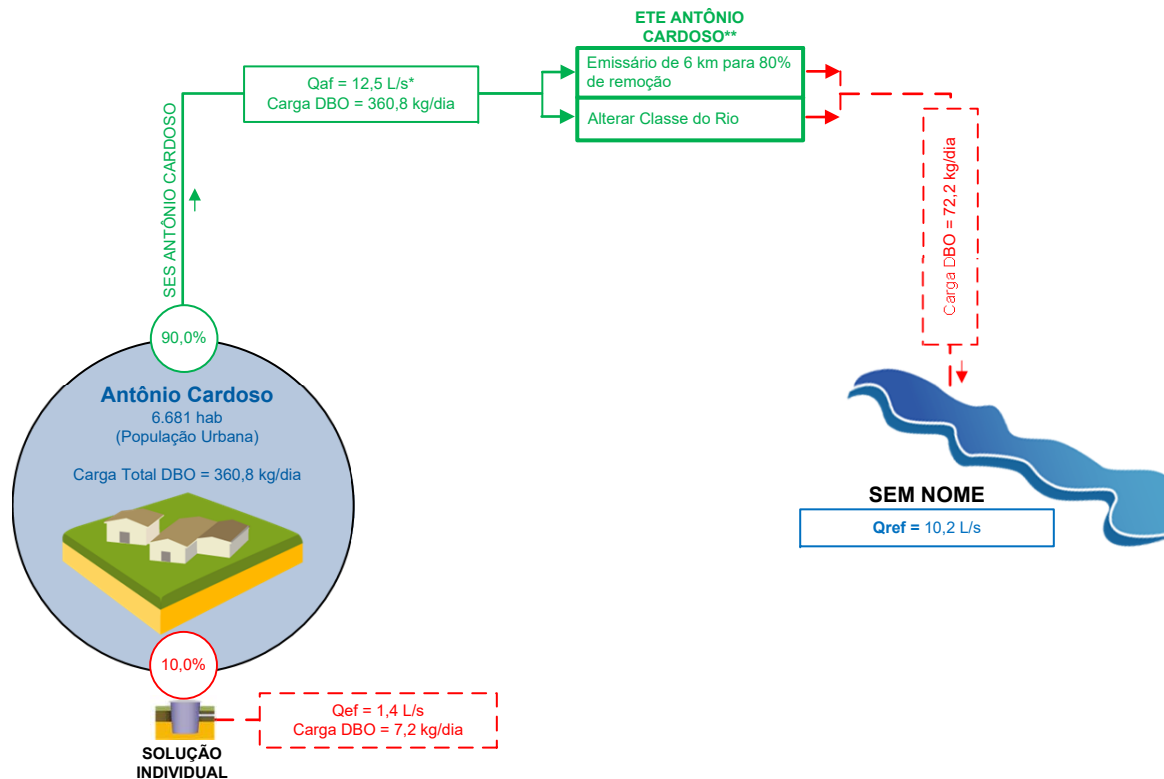 ETE ANTÔNIO
CARDOSO**
Emissário de 6 km para 80%
de remoção
Alterar Classe do Rio
Qaf = 12,5 L/s*
Carga DBO = 360,8 kg/dia
SES ANTÔNIO CARDOSO
Carga DBO = 72,2 kg/dia
90,0%
Antônio Cardoso
6.681 hab
(População Urbana)
Carga Total DBO = 360,8 kg/dia
SEM NOME
Qref = 10,2 L/s
10,0%
Qef = 1,4 L/s
Carga DBO = 7,2 kg/dia
SOLUÇÃO
INDIVIDUAL